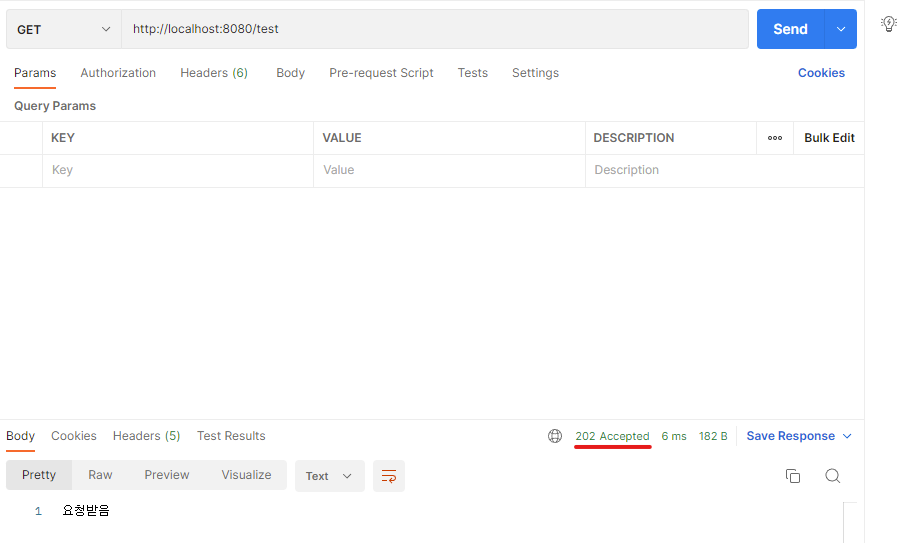 GET http://localhost:8080/test Send
Params Authorization Headers (6) Body Pre-request Script Tests Settings Cookies
Query Params
KEY VALUE DESCRIPTION ooo Bulk Edit
Key Value Description
Body Cookies Headers (5) Test Results 202 Accepted 6 ms 182 B Save Response
Pretty Raw Preview Visualize Text
1 요청받음